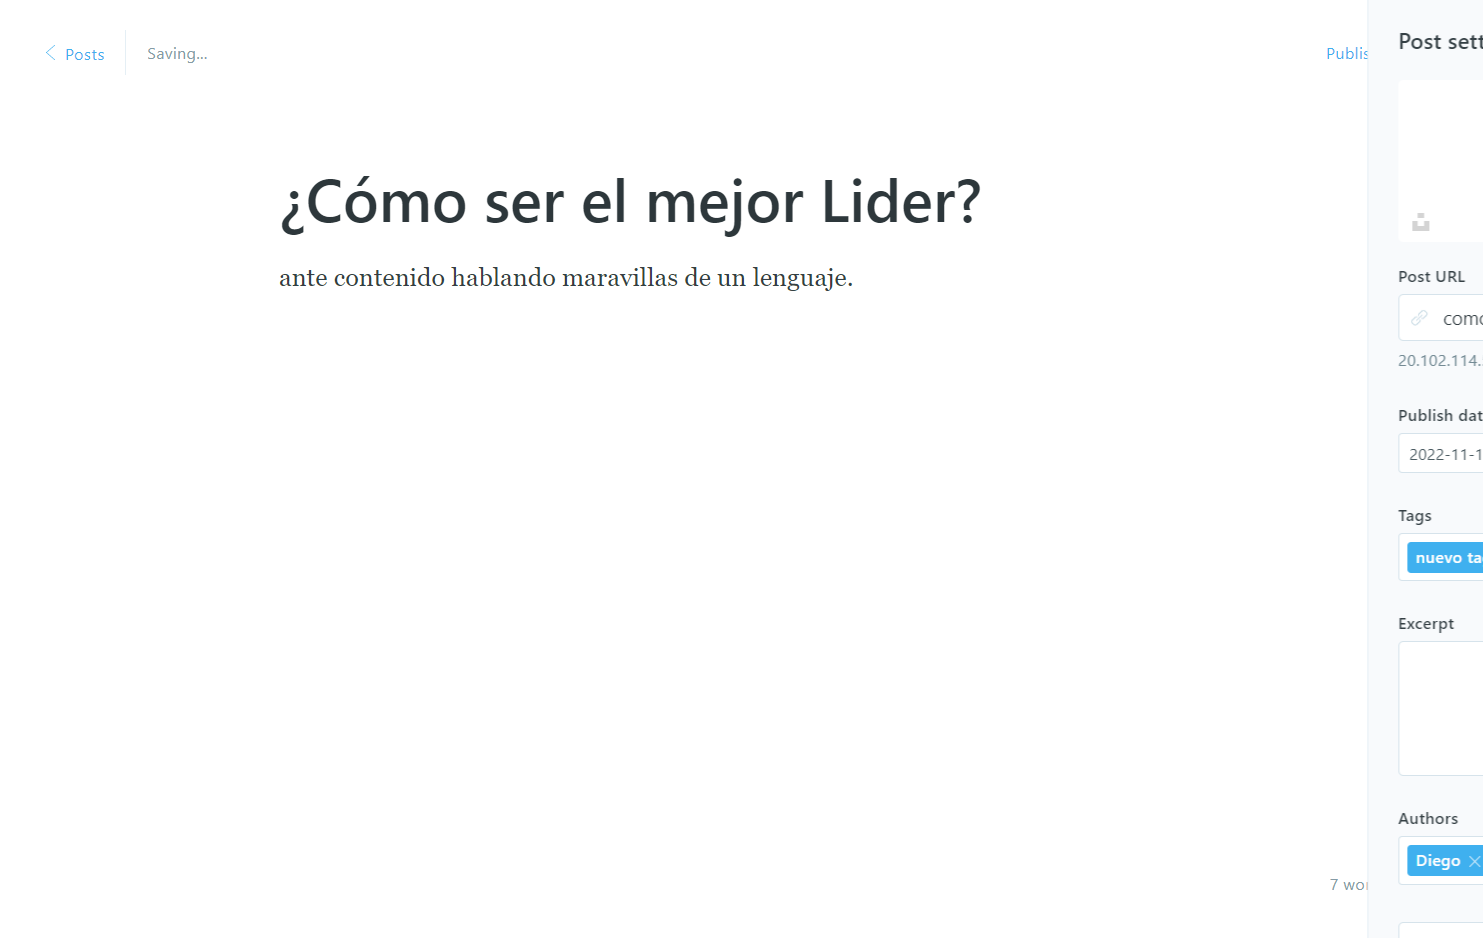 Posts
Saving...
Publis
¿Cómo ser el mejor Lider?
ante contenido hablando maravillas de un lenguaje.
7 wor
Post sett
Post URL
como
20.102.114.
Publish dat
2022-11-1
Tags
nuevo ta
Excerpt
Authors
Diego